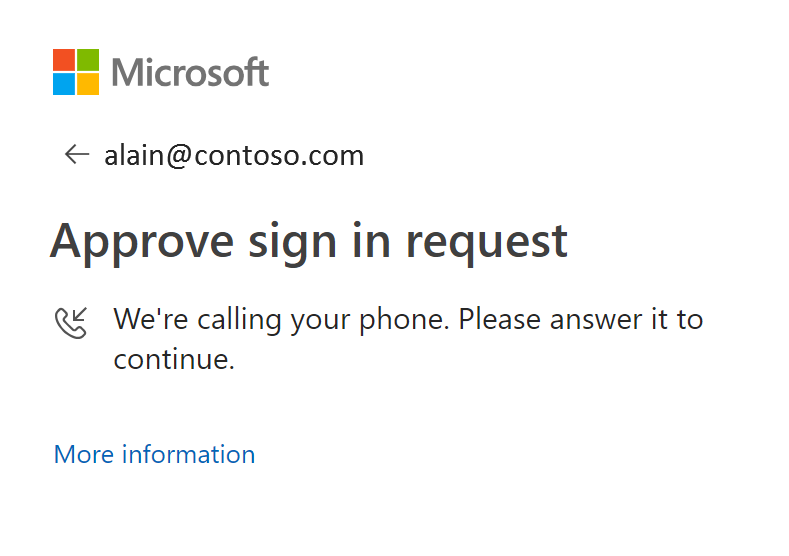 Microsoft
alain@contoso.com
Approve sign in request
We're calling your phone. Please answer it to
continue.
More information